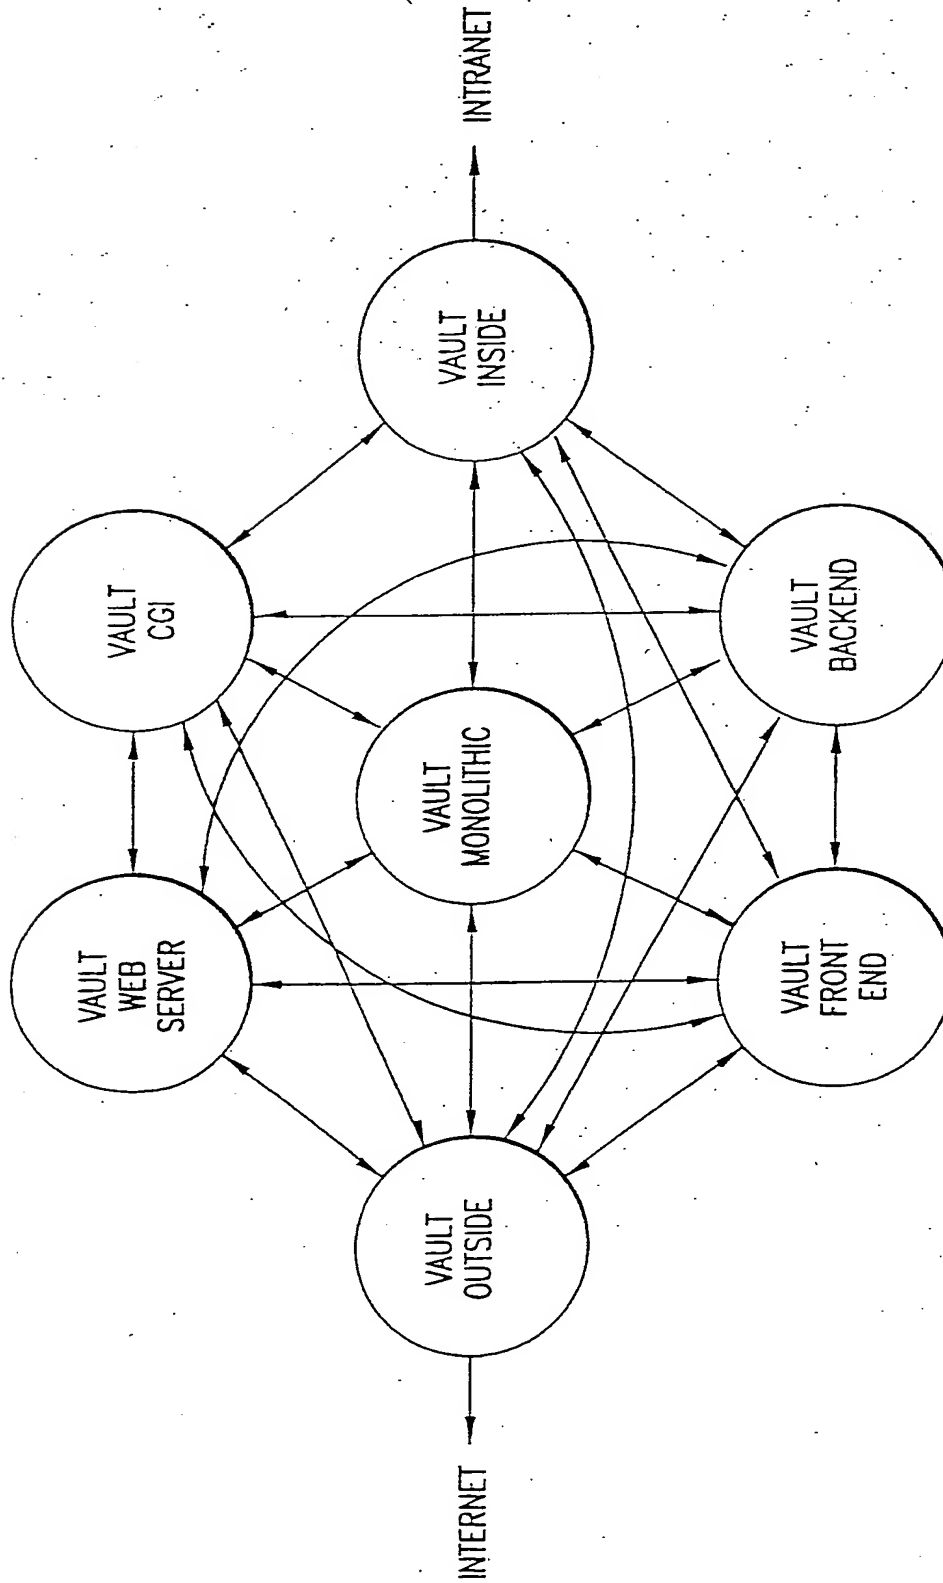 VAULT
WEB
SERVER
VAULT
CGI
INTERNET
VAULT
OUTSIDE
VAULT
MONOLITHIC
VAULT
INSIDE
INTRANET
VAULT
FRONT
END
VAULT
BACKEND